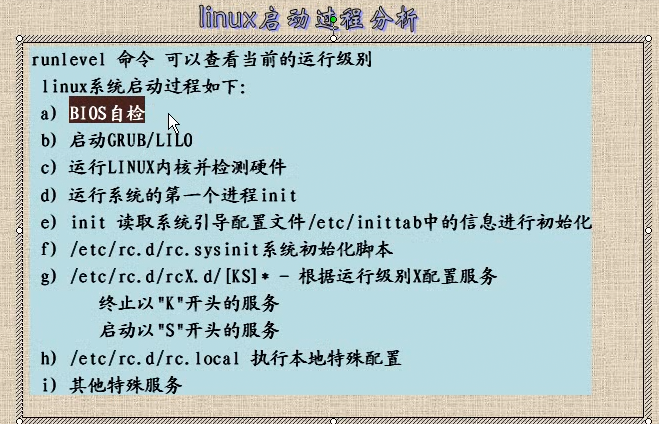 linux启动过程分析
runlevel 命令 可以查看当前的运行级别
linux系统启动过程如下:
a) BIOS自检
b) 启动GRUB/LILO
c) 运行LINUX内核并检测硬件
d) 运行系统的第一个进程init
e) init 读取系统引导配置文件/etc/inittab中的信息进行初始化
f) /etc/rc.d/rc.sysinit系统初始化脚本
g) /etc/rc.d/rcX.d/[KS]* - 根据运行级别X配置服务
终止以"K"开头的服务
启动以"S"开头的服务
h) /etc/rc.d/rc.local 执行本地特殊配置
i) 其他特殊服务